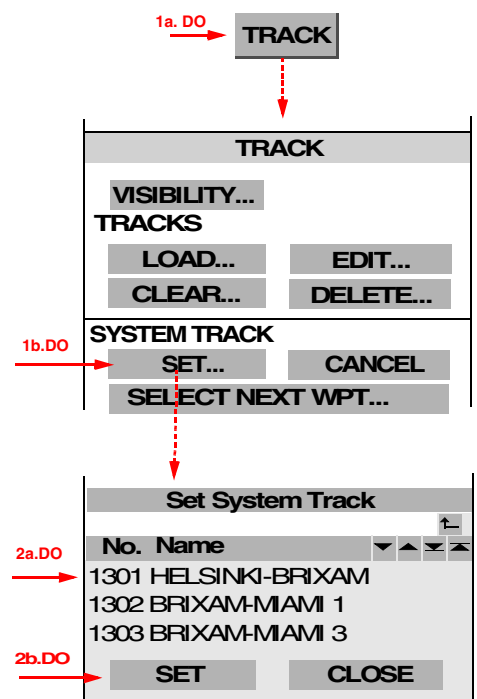 1a. DO
TRACK
TRACK
VISIBILITY...
TRACKS
LOAD... EDIT...
CLEAR... DELETE...
SYSTEM TRACK
1b.DO
SET... CANCEL
SELECT NEXT WPT...
Set System Track
No. Name
2a.DO
1301 HELSINKI-BRIXAM
1302 BRIXAM-MIAMI 1
1303 BRIXAM-MIAMI 3
2b.DO
SET CLOSE